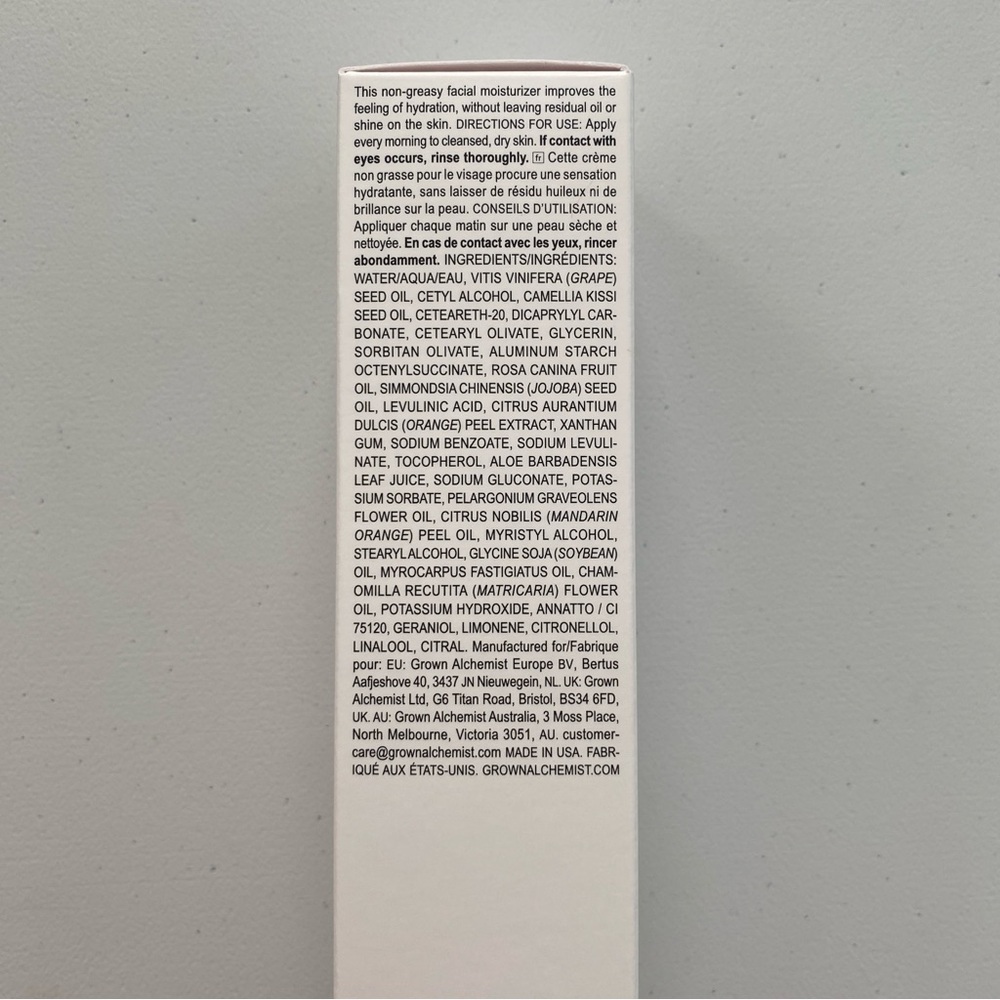 This non-greasy facial moisturizer improves the
feeling of hydration, without leaving residual oil or
shine on the skin. DIRECTIONS FOR USE: Apply
every morning to cleansed, dry skin. If contact with
eyes occurs, rinse thoroughly. fr Cette crème
non grasse pour le visage procure une sensation
hydratante, sans laisser de résidu huileux ni de
brillance sur la peau. CONSEILS D'UTILISATION:
Appliquer chaque matin sur une peau sèche et
nettoyée. En cas de contact avec les yeux, rincer
abondamment. INGREDIENTS/INGRÉDIENTS:
WATER/AQUA/EAU, VITIS VINIFERA (GRAPE)
SEED OIL, CETYL ALCOHOL, CAMELLIA KISSI
SEED OIL, CETEARETH-20, DICAPRYLYL CAR-
BONATE, CETEARYL OLIVATE, GLYCERIN,
SORBITAN OLIVATE, ALUMINUM STARCH
OCTENYLSUCCINATE, ROSA CANINA FRUIT
OIL, SIMMONDSIA CHINENSIS (JOJOBA) SEED
OIL, LEVULINIC ACID, CITRUS AURANTIUM
DULCIS (ORANGE) PEEL EXTRACT, XANTHAN
GUM, SODIUM BENZOATE, SODIUM LEVULI-
NATE, TOCOPHEROL, ALOE BARBADENSIS
LEAF JUICE, SODIUM GLUCONATE, POTAS-
SIUM SORBATE, PELARGONIUM GRAVEOLENS
FLOWER OIL, CITRUS NOBILIS (MANDARIN
ORANGE) PEEL OIL, MYRISTYL ALCOHOL,
STEARYL ALCOHOL, GLYCINE SOJA (SOYBEAN)
OIL, MYROCARPUS FASTIGIATUS OIL, CHAM-
OMILLA RECUTITA (MATRICARIA) FLOWER
OIL, POTASSIUM HYDROXIDE, ANNATTO / CI
75120, GERANIOL, LIMONENE, CITRONELLOL,
LINALOOL, CITRAL. Manufactured for/Fabrique
pour: EU: Grown Alchemist Europe BV, Bertus
Aafjeshove 40, 3437 JN Nieuwegein, NL. UK: Grown
Alchemist Ltd, G6 Titan Road, Bristol, BS34 6FD,
UK. AU: Grown Alchemist Australia, 3 Moss Place,
North Melbourne, Victoria 3051, AU. customer-
care@grownalchemist.com MADE IN USA. FABR-
IQUÉ AUX ÉTATS-UNIS. GROWNALCHEMIST.COM